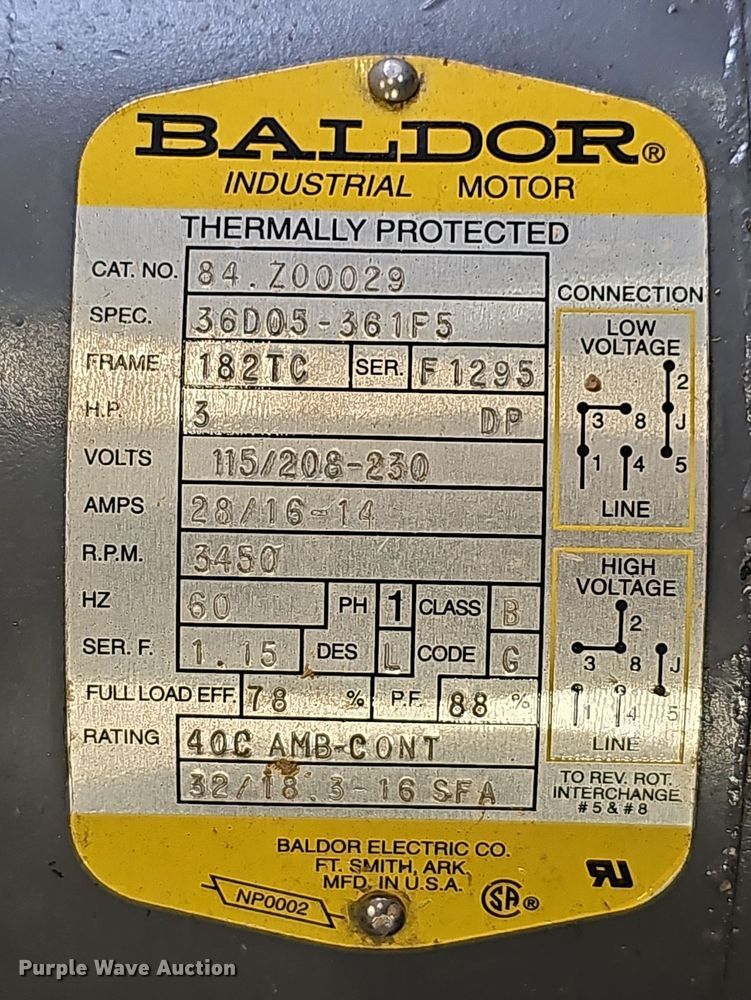 BALDOR®
INDUSTRIAL MOTOR
THERMALLY PROTECTED
CAT. NO. 84.Z00029
SPEC. 36D05-361F5
FRAME 182TC SER. F1295
H.P. 3 DP
VOLTS 115/208-230
AMPS 28/16-14
R.P.M. 3450
HZ 60 PH 1 CLASS B
SER. F. 1.15 DES L CODE G
FULL LOAD EFF. 78 % P.F. 88 %
RATING 40C AMB-CONT
32/18.3-16 SFA
CONNECTION
LOW
VOLTAGE
2
3 8 J
1 4 5
LINE
HIGH
VOLTAGE
2
3 8 J
1 4 5
LINE
TO REV. ROT.
INTERCHANGE
#5 & #8
BALDOR ELECTRIC CO.
FT. SMITH, ARK.
MFD. IN U.S.A.
NP0002
SA®
RU
Purple Wave Auction